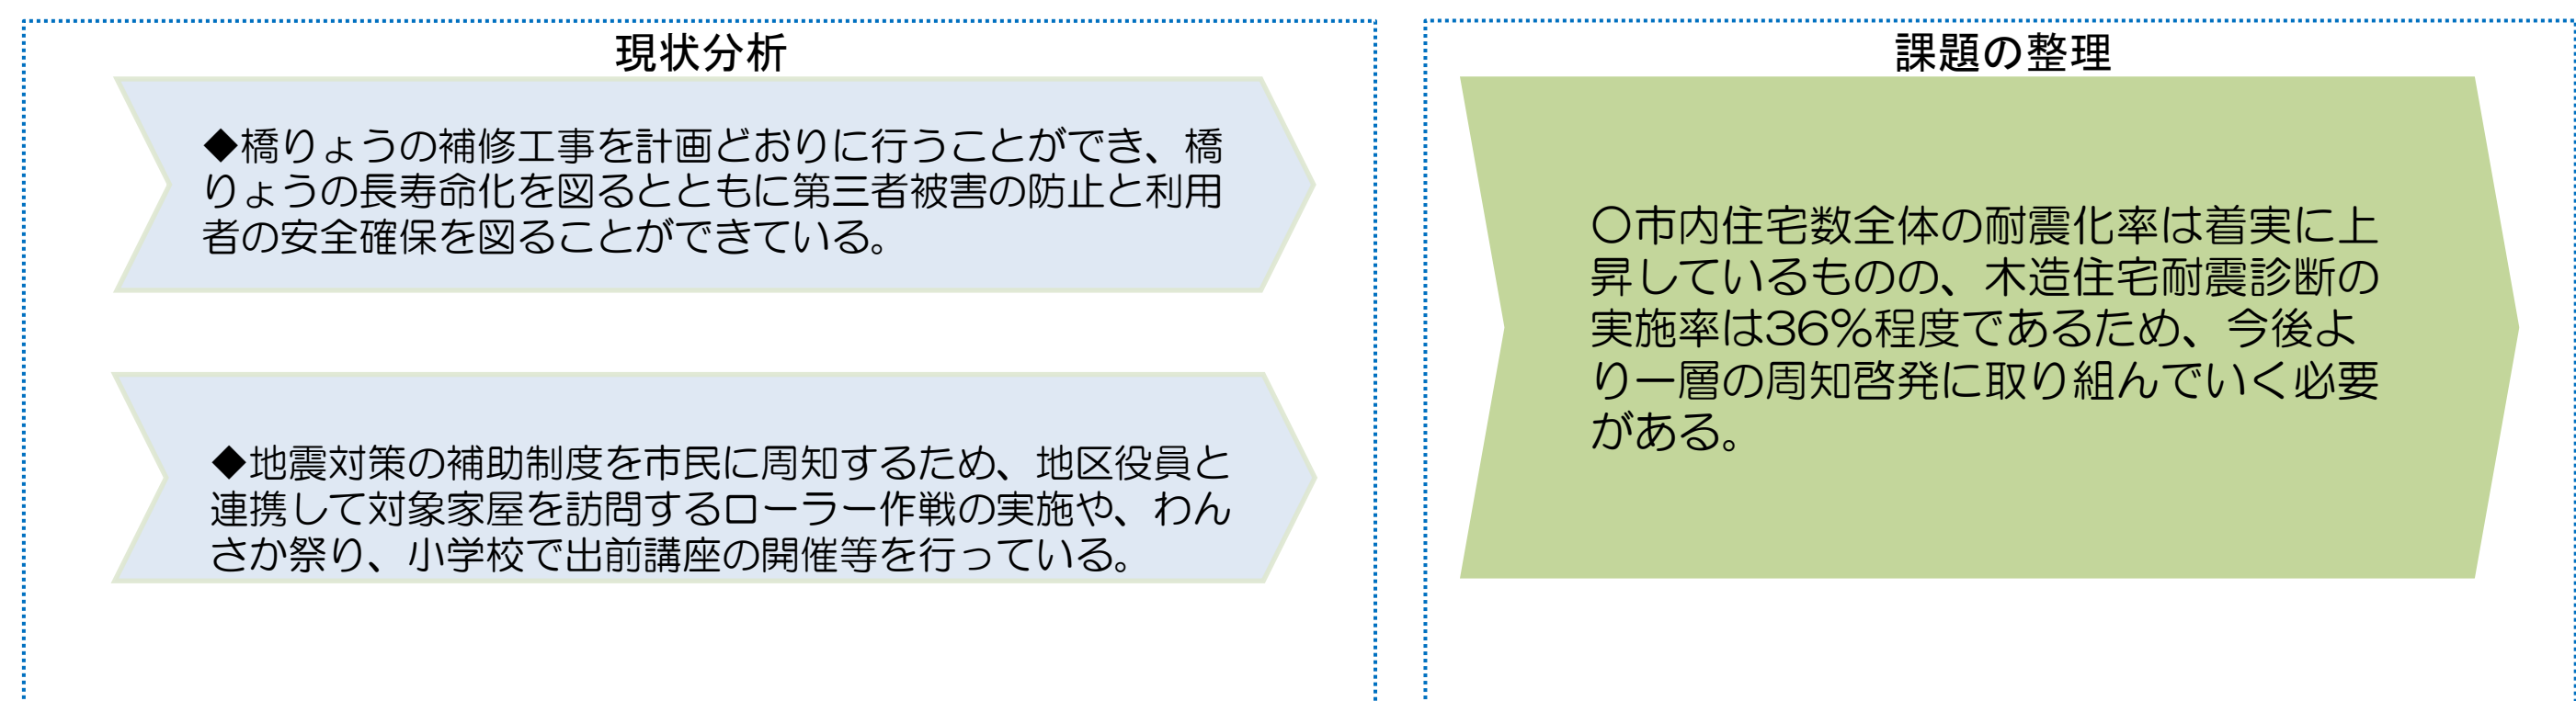 現状分析
◆橋りょうの補修工事を計画どおりに行うことができ、橋
りょうの長寿命化を図るとともに第三者被害の防止と利用
者の安全確保を図ることができている。
◆地震対策の補助制度を市民に周知するため、地区役員と
連携して対象家屋を訪問するローラー作戦の実施や、わん
さか祭り、小学校で出前講座の開催等を行っている。
課題の整理
〇市内住宅数全体の耐震化率は着実に上
昇しているものの、木造住宅耐震診断の
実施率は36%程度であるため、今後よ
り一層の周知啓発に取り組んでいく必要
がある。